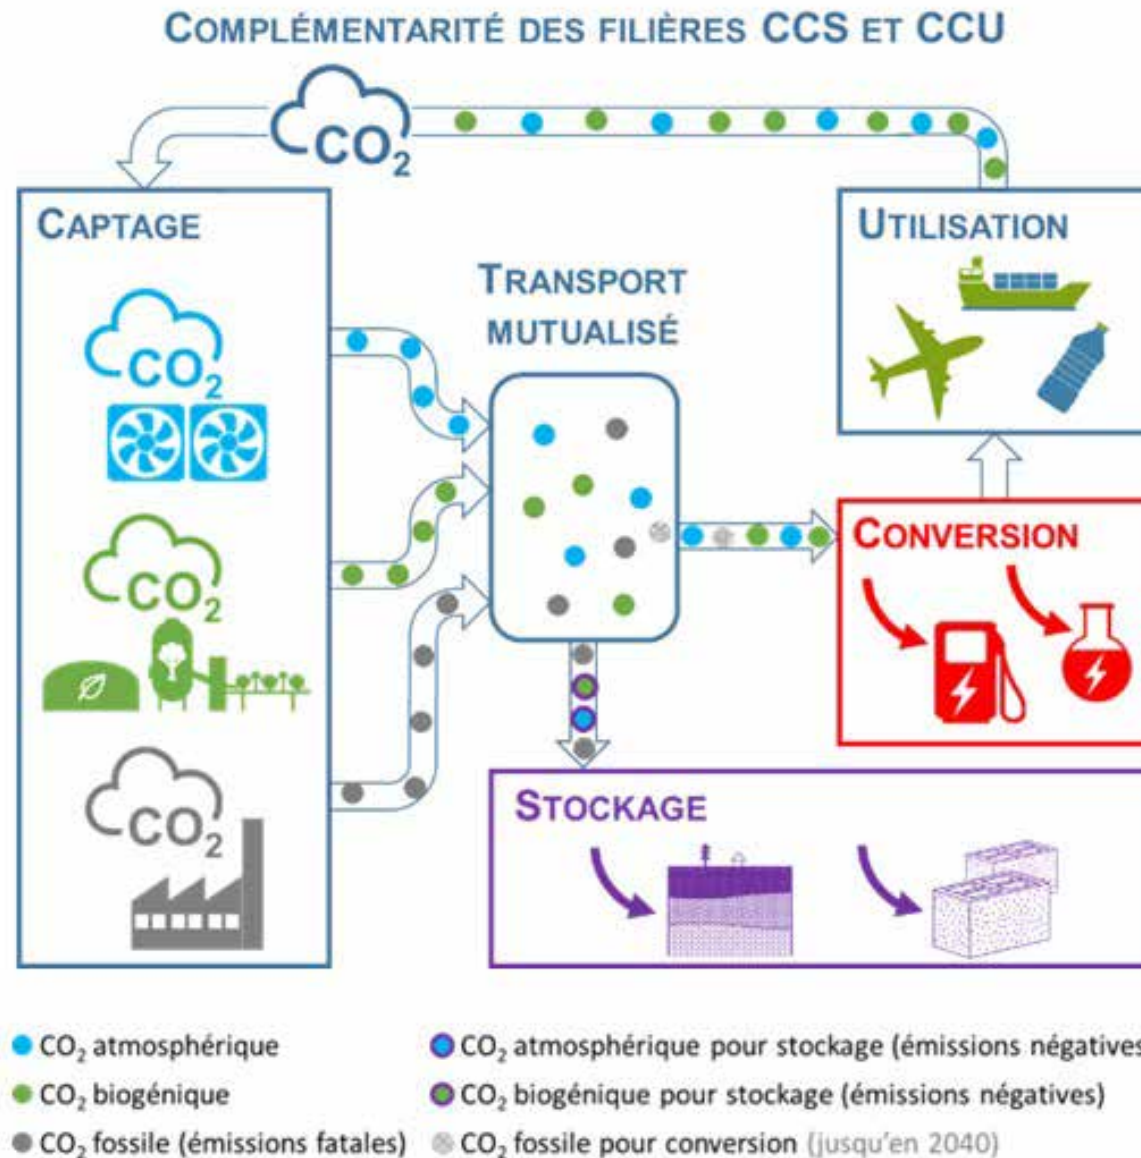 COMPLÉMENTARITÉ DES FILIÈRES CCS ET CCU
CO2
CAPTAGE
CO2
CO2
CO2
TRANSPORT
MUTUALISÉ
UTILISATION
CONVERSION
STOCKAGE
CO2 atmosphérique
CO2 biogénique
CO2 fossile (émissions fatales)
CO2 atmosphérique pour stockage (émissions négatives
CO2 biogénique pour stockage (émissions négatives)
CO2 fossile pour conversion (jusqu'en 2040)